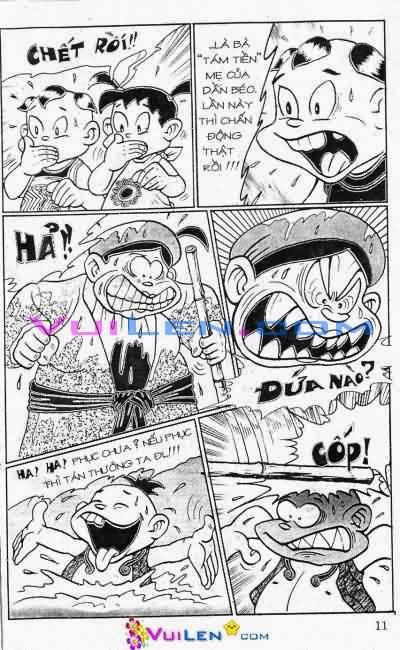 CHẾT RỒI!!
...LÀ BÀ
"TÁM TIỀN"
MẸ CỦA
DẦN BÉO.
LẦN NÀY
THÌ CHẤN
ĐỘNG
THẬT
RỒI!!!
HẢ!!
ĐỨA NÀO?
VUILEN.COM
HA! HA! PHỤC CHƯA? NẾU PHỤC
THÌ TÁN THƯỞNG TA ĐI...!!!
CỐP!
11
VUILEN.COM